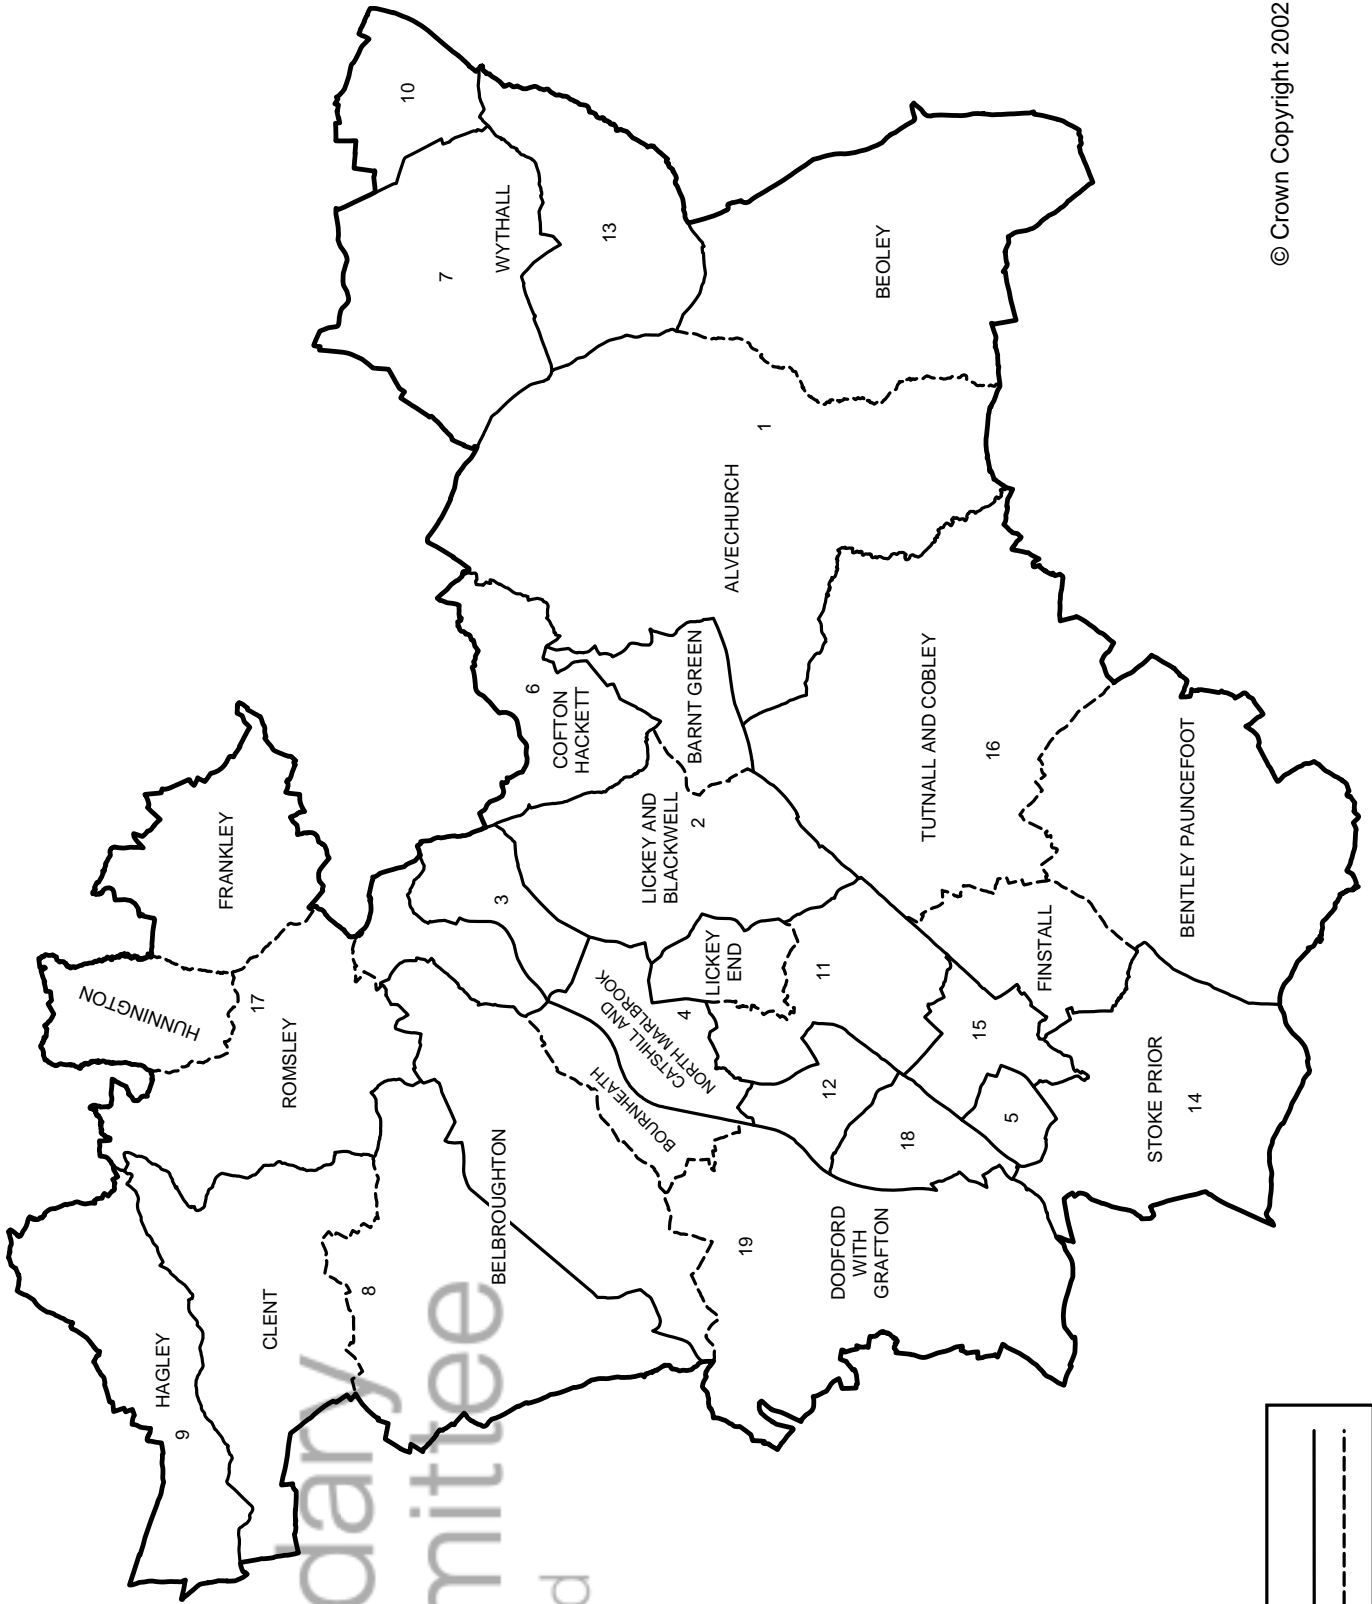 10
7
WYTHALL
13
BEOLEY
© Crown Copyright 2002
1
ALVECHURCH
6
COFTON
HACKETT
BARNT GREEN
TUTNALL AND COBLEY
16
BENTLEY PAUNCEFOOT
FRANKLEY
LICKEY AND
BLACKWELL
2
3
HUNNINGTON
17
ROMSLEY
LICKEY
END
11
FINSTALL
CATSHILL AND
NORTH MARLBROOK
4
15
BOURNHEATH
12
18
5
STOKE PRIOR
14
HAGLEY
9
CLENT
8
BELBROUGHTON
19
DODFORD
WITH
GRAFTON
dary
mittee
d